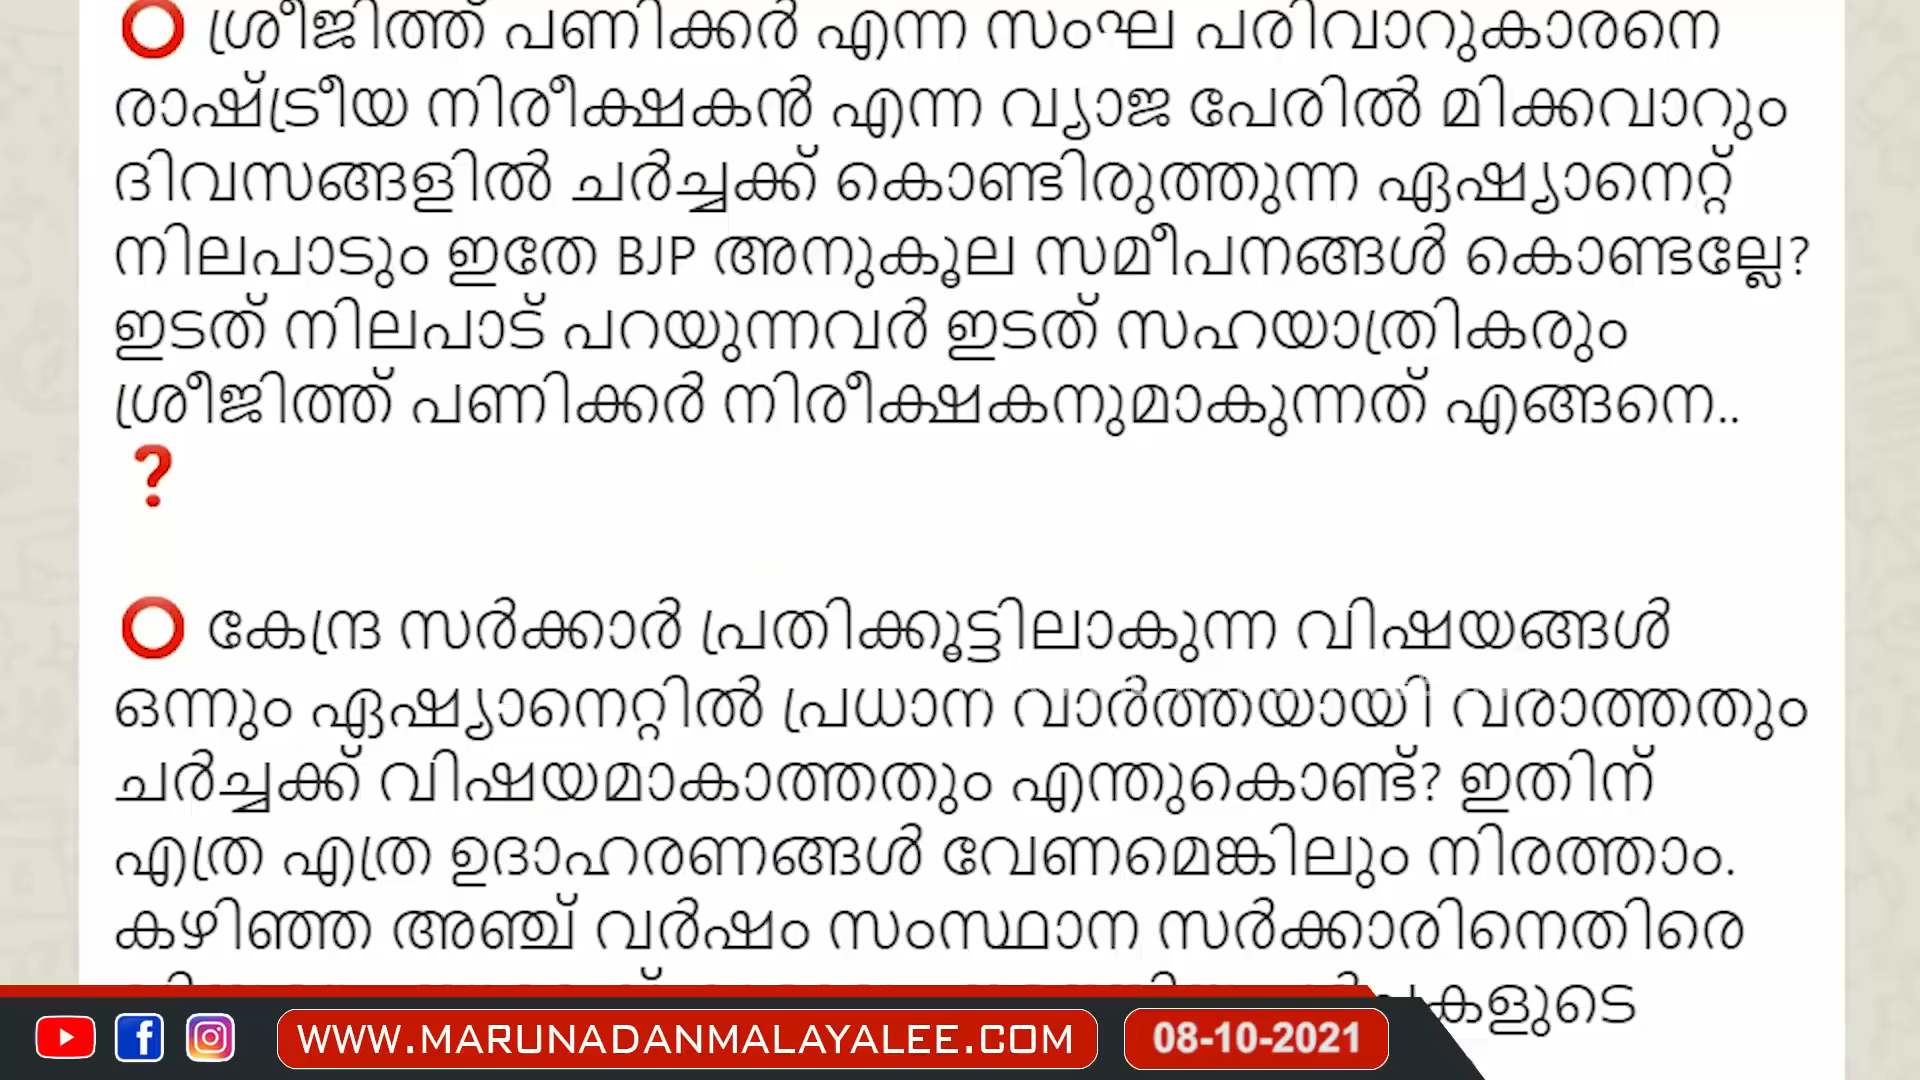 ⭕ ശ്രീജിത്ത് പണിക്കർ എന്ന സംഘ പരിവാറുകാരനെ
രാഷ്ട്രീയ നിരീക്ഷകൻ എന്ന വ്യാജ പേരിൽ മിക്കവാറും
ദിവസങ്ങളിൽ ചർച്ചക്ക് കൊണ്ടിരുത്തുന്ന ഏഷ്യാനെറ്റ്
നിലപാടും ഇതേ BJP അനുകൂല സമീപനങ്ങൾ കൊണ്ടല്ലേ?
ഇടത് നിലപാട് പറയുന്നവർ ഇടത് സഹയാത്രികരും
ശ്രീജിത്ത് പണിക്കർ നിരീക്ഷകനുമാകുന്നത് എങ്ങനെ..
❓
⭕ കേന്ദ്ര സർക്കാർ പ്രതിക്കൂട്ടിലാകുന്ന വിഷയങ്ങൾ
ഒന്നും ഏഷ്യാനെറ്റിൽ പ്രധാന വാർത്തയായി വരാത്തതും
ചർച്ചക്ക് വിഷയമാകാത്തതും എന്തുകൊണ്ട്? ഇതിന്
എത്ര എത്ര ഉദാഹരണങ്ങൾ വേണമെങ്കിലും നിരത്താം.
കഴിഞ്ഞ അഞ്ച് വർഷം സംസ്ഥാന സർക്കാരിനെതിരെ
WWW.MARUNADANMALAYALEE.COM 08-10-2021